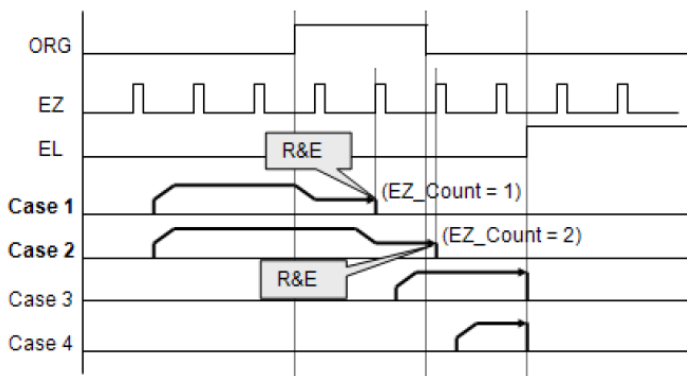 ORG
EZ
EL
R&E
Case 1
(EZ_Count = 1)
Case 2
(EZ_Count = 2)
R&E
Case 3
Case 4